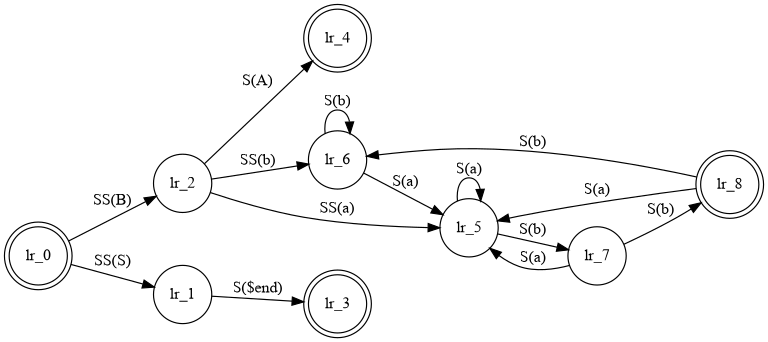 lr_4
S(A)
S(b)
lr_6
S(b)
SS(b)
S(a)
S(a)
lr_2
lr_8
S(a)
SS(B)
SS(a)
S(b)
lr_5
S(b)
lr_0
lr_7
S(a)
SS(S)
lr_1
S($end)
lr_3